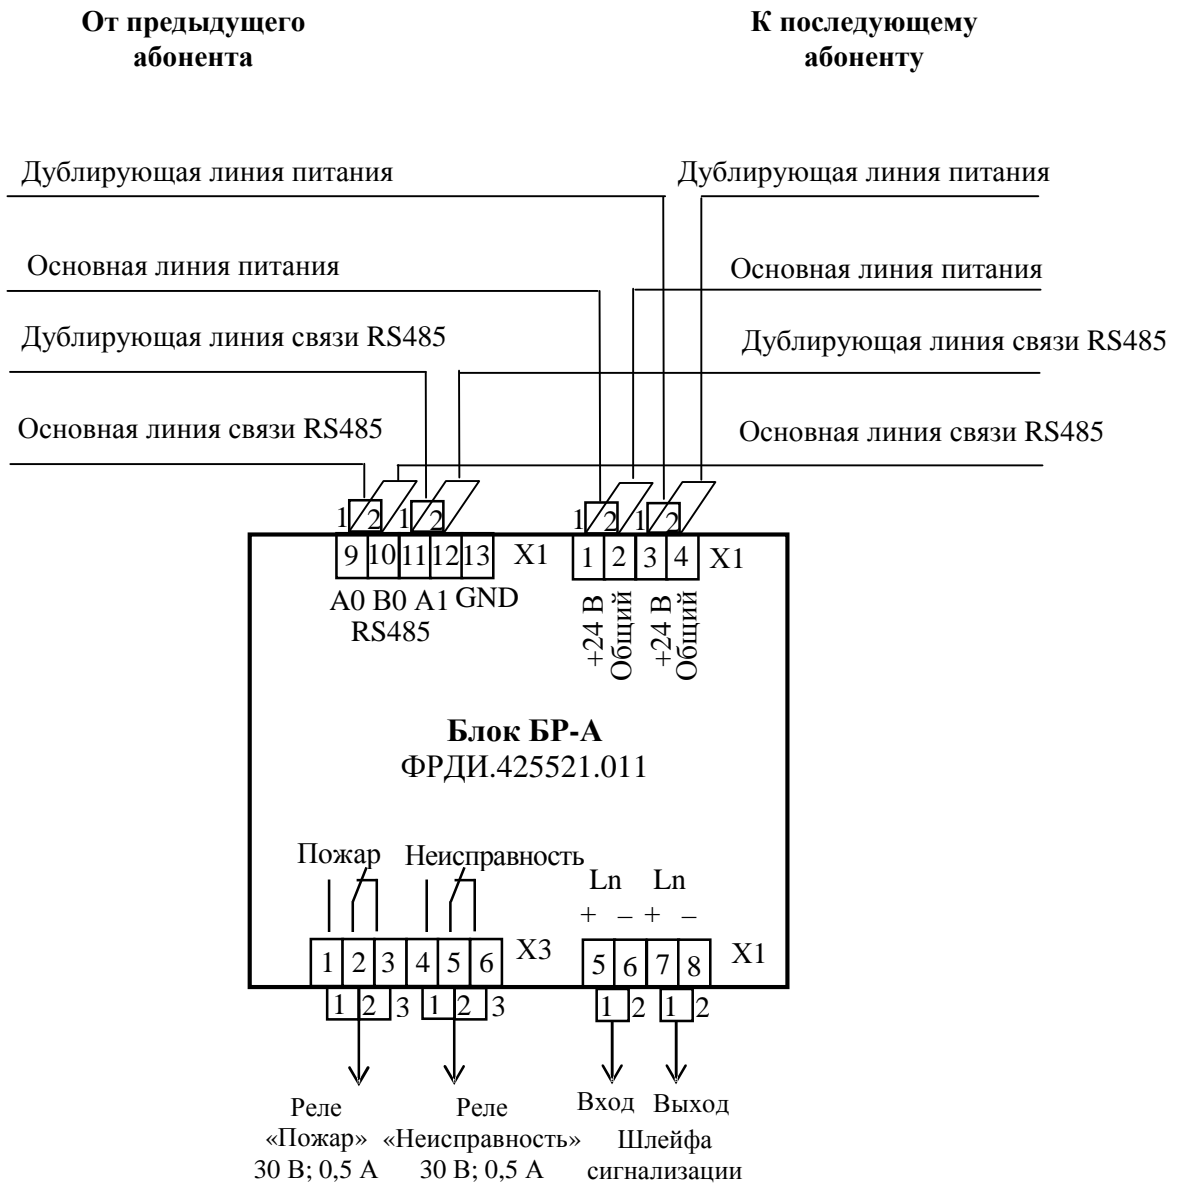 От предыдущего
абонента
К последующему
абоненту
Дублирующая линия питания
Дублирующая линия питания
Основная линия питания
Основная линия питания
Дублирующая линия связи RS485
Дублирующая линия связи RS485
Основная линия связи RS485
Основная линия связи RS485
1 2 1 2
1 2 1 2
9 10 11 12 13 X1
1 2 3 4 X1
A0 B0 A1 GND
RS485
+24 В
Общий
+24 В
Общий
Блок БР-А
ФРДИ.425521.011
Пожар
Неисправность
Ln Ln
+ – + –
1 2 3 4 5 6 X3
5 6 7 8 X1
1 2 3 1 2 3
1 2 1 2
Реле
«Пожар»
30 В; 0,5 А
Реле
«Неисправность»
30 В; 0,5 А
Вход Выход
Шлейфа
сигнализации